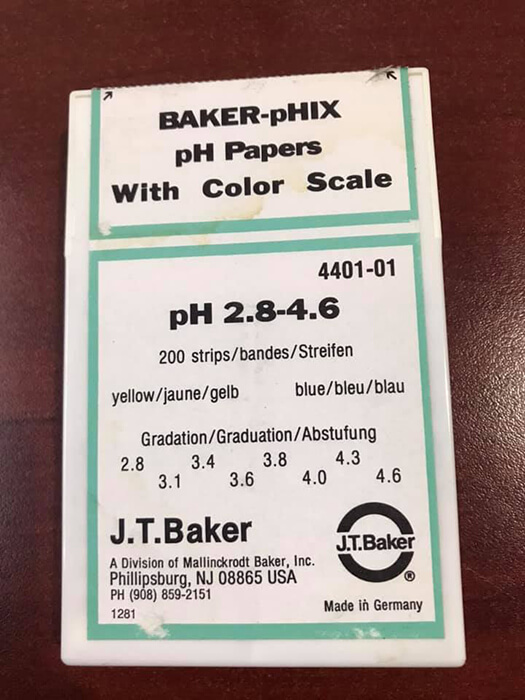 BAKER-pHIX
pH Papers
With Color Scale
4401-01
pH 2.8-4.6
200 strips/bandes/Streifen
yellow/jaune/gelb blue/bleu/blau
Gradation/Graduation/Abstufung
2.8 3.4 3.8 4.3
3.1 3.6 4.0 4.6
J.T.Baker
A Division of Mallinckrodt Baker, Inc.
Phillipsburg, NJ 08865 USA
PH (908) 859-2151
1281
J.T.Baker
®
Made in Germany